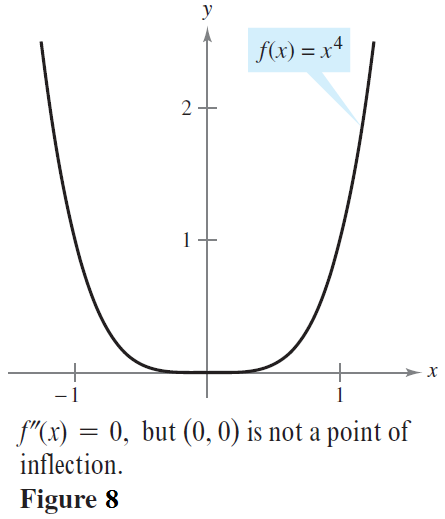 y
f(x) = x⁴
2
1
x
−1
1
f″(x) = 0, but (0, 0) is not a point of
inflection.
Figure 8